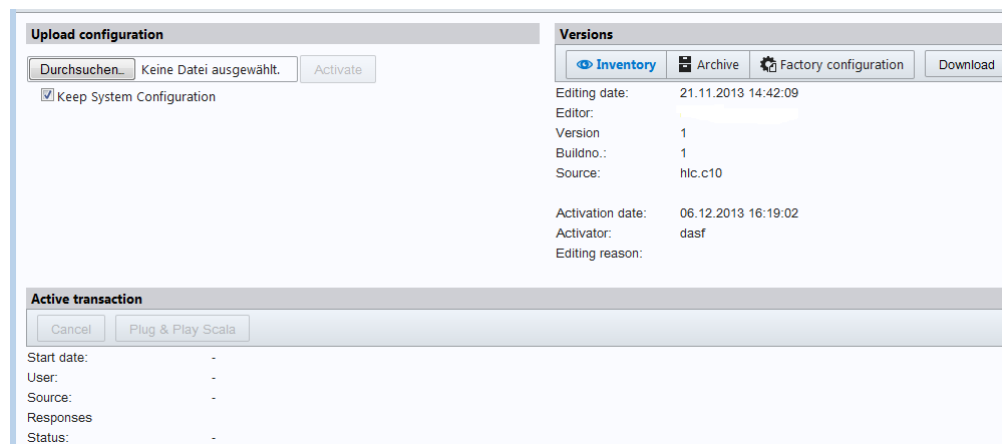 Upload configuration
Durchsuchen... Keine Datei ausgewählt. Activate
Keep System Configuration
Versions
Inventory Archive Factory configuration Download
Editing date: 21.11.2013 14:42:09
Editor:
Version 1
Buildno.: 1
Source: hlc.c10
Activation date: 06.12.2013 16:19:02
Activator: dasf
Editing reason:
Active transaction
Cancel Plug & Play Scala
Start date: -
User: -
Source: -
Responses
Status: -